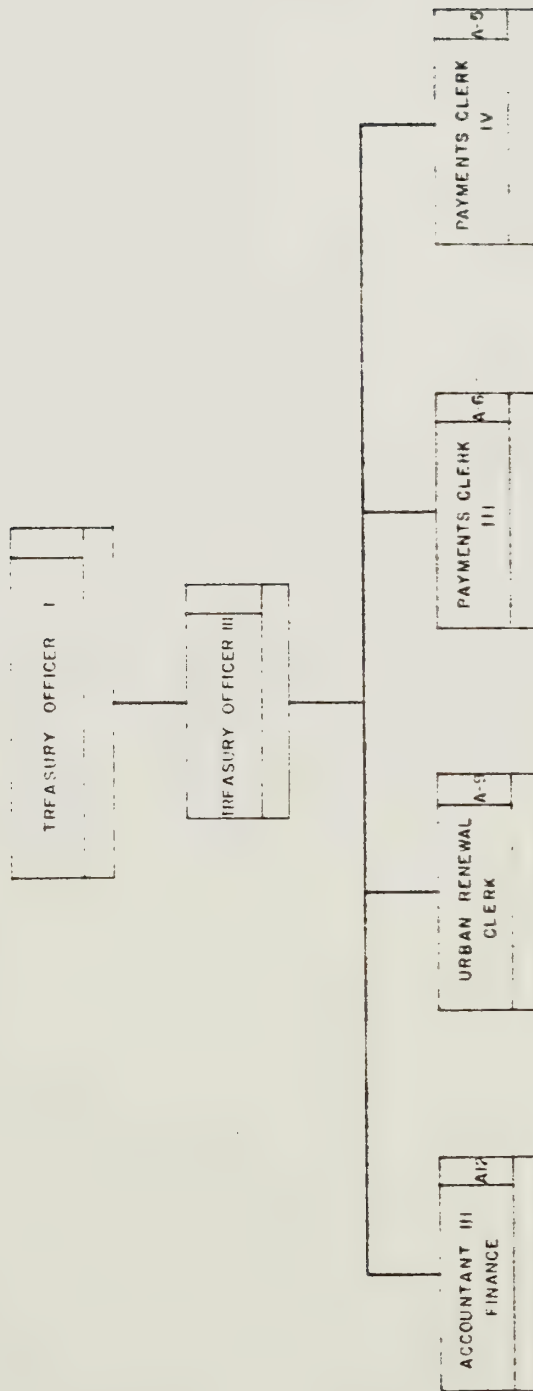 TREASURY OFFICER I
TREASURY OFFICER III
ACCOUNTANT III
FINANCE
A12
URBAN RENEWAL
CLERK
A-9
PAYMENTS CLERK
III
A-6
PAYMENTS CLERK
IV
A-5